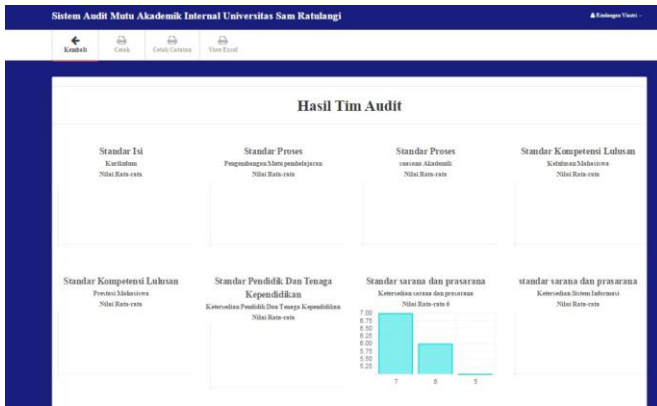 Sistem Audit Mutu Akademik Internal Universitas Sam Ratulangi
Kembali
Cetak
Cetak Catatan
View Excel
Hasil Tim Audit
Standar Isi
Kurikulum
Nilai Rata-rata
Standar Proses
Pengembangan Mutu pembelajaran
Nilai Rata-rata
Standar Proses
suasana Akademik
Nilai Rata-rata
Standar Kompetensi Lulusan
Kelulusan Mahasiswa
Nilai Rata-rata
Standar Kompetensi Lulusan
Prestasi Mahasiswa
Nilai Rata-rata
Standar Pendidik Dan Tenaga
Kependidikan
Ketersedian Pendidik Dan Tenaga Kependidikan
Nilai Rata-rata
Standar sarana dan prasarana
Ketersedian sarana dan prasarana
Nilai Rata-rata 6
7.00
6.75
6.50
6.25
6.00
5.75
5.50
5.25
7 6 5
standar sarana dan prasarana
Ketersedian Sistem Informasi
Nilai Rata-rata